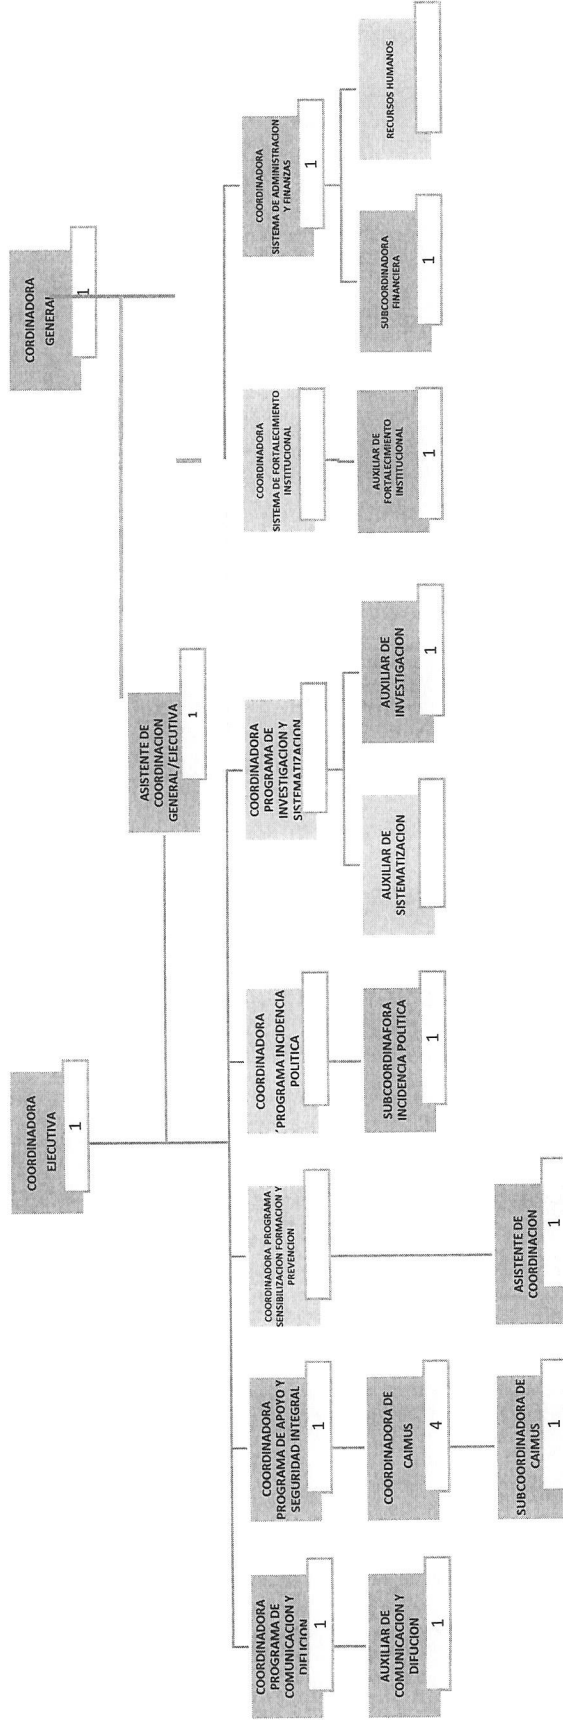 COORDINADORA
EJECUTIVA
1
CORDINADORA
GENERAL
1
ASISTENTE DE
COORDINACION
GENERAL /EJECUTIVA
1
COORDINADORA
PROGRAMA DE
COMUNICACION Y
DIFUCION
1
COORDINADORA
PROGRAMA DE APOYO Y
SEGURIDAD INTEGRAL
1
COORDINADORA PROGRAMA
SENSIBILIZACION FORMACION Y
PREVENCION
COORDINADORA
PROGRAMA INCIDENCIA
POLITICA
COORDINADORA
PROGRAMA DE
INVESTIGACION Y
SISTEMATIZACION
COORDINADORA
SISTEMA DE FORTALECIMIENTO
INSTITUCIONAL
COORDINADORA
SISTEMA DE ADMINISTRACION
Y FINANZAS
1
AUXILIAR DE
COMUNICACION Y
DIFUCION
1
COORDINADORA DE
CAIMUS
4
SUBCOORDINAFORA
INCIDENCIA POLITICA
1
AUXILIAR DE
SISTEMATIZACION
AUXILIAR DE
INVESTIGACION
1
AUXILIAR DE
FORTALECIMIENTO
INSTITUCIONAL
1
SUBCOORDINADORA
FINANCIERA
1
RECURSOS HUMANOS
SUBCOORDINADORA DE
CAIMUS
1
ASISTENTE DE
COORDINACION
1